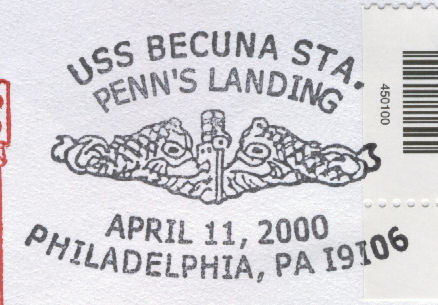 USS BECUNA STA.
PENN'S LANDING
APRIL 11, 2000
PHILADELPHIA, PA 19106
450100